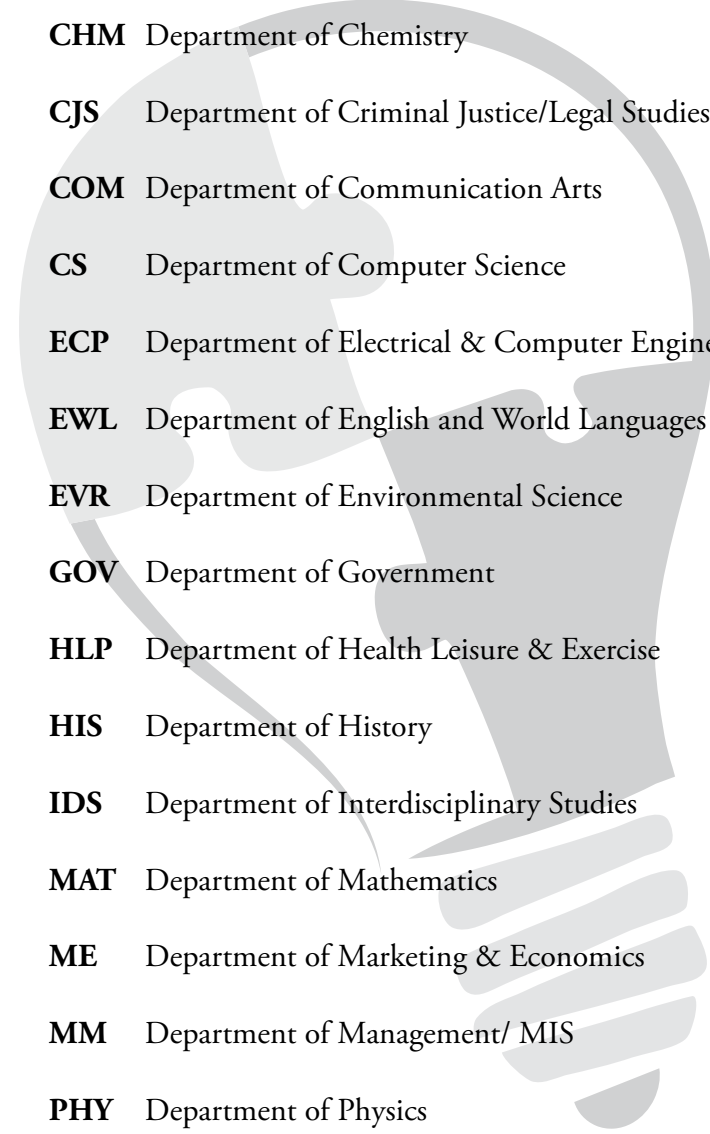 CHM Department of Chemistry
CJS Department of Criminal Justice/Legal Studies
COM Department of Communication Arts
CS Department of Computer Science
ECP Department of Electrical & Computer
EWL Department of English and World Languages
EVR Department of Environmental Science
GOV Department of Government
HLP Department of Health Leisure & Exercise
HIS Department of History
IDS Department of Interdisciplinary Studies
MAT Department of Mathematics
ME Department of Marketing & Economics
MM Department of Management/ MIS
PHY Department of Physics